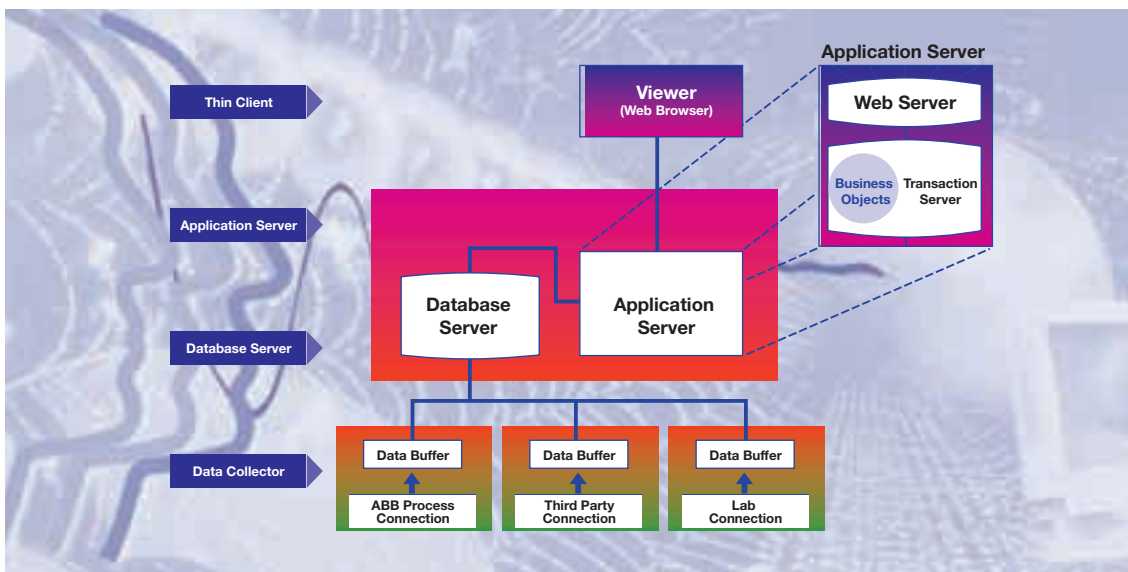 Application Server
Thin Client
Viewer
(Web Browser)
Web Server
Business
Objects
Transaction
Server
Application Server
Database
Server
Application
Server
Database Server
Data Collector
Data Buffer
Data Buffer
Data Buffer
ABB Process
Connection
Third Party
Connection
Lab
Connection